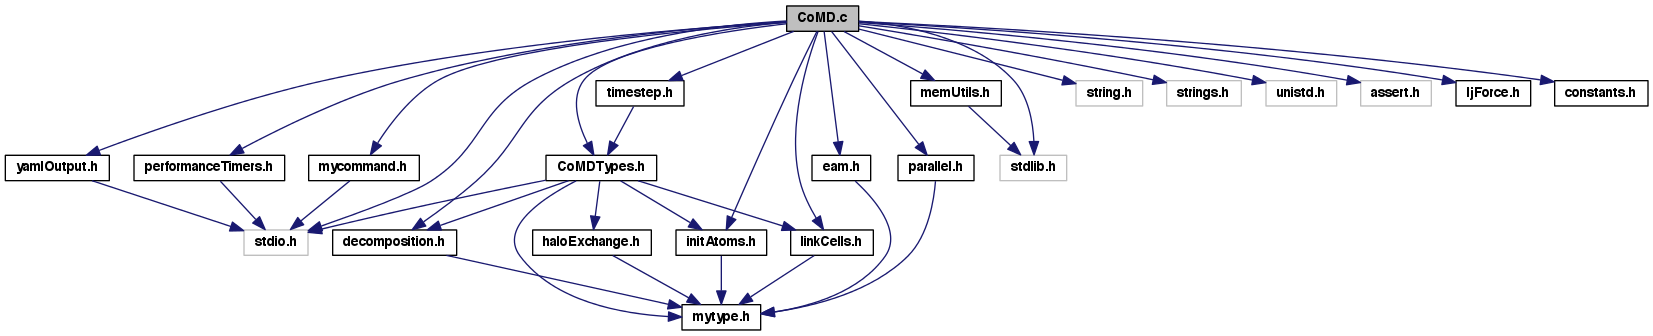 CoMD.c
timestep.h
memUtils.h
string.h
strings.h
unistd.h
assert.h
ljForce.h
constants.h
yamlOutput.h
performanceTimers.h
mycommand.h
CoMDTypes.h
eam.h
parallel.h
stdlib.h
stdio.h
decomposition.h
haloExchange.h
initAtoms.h
linkCells.h
mytype.h